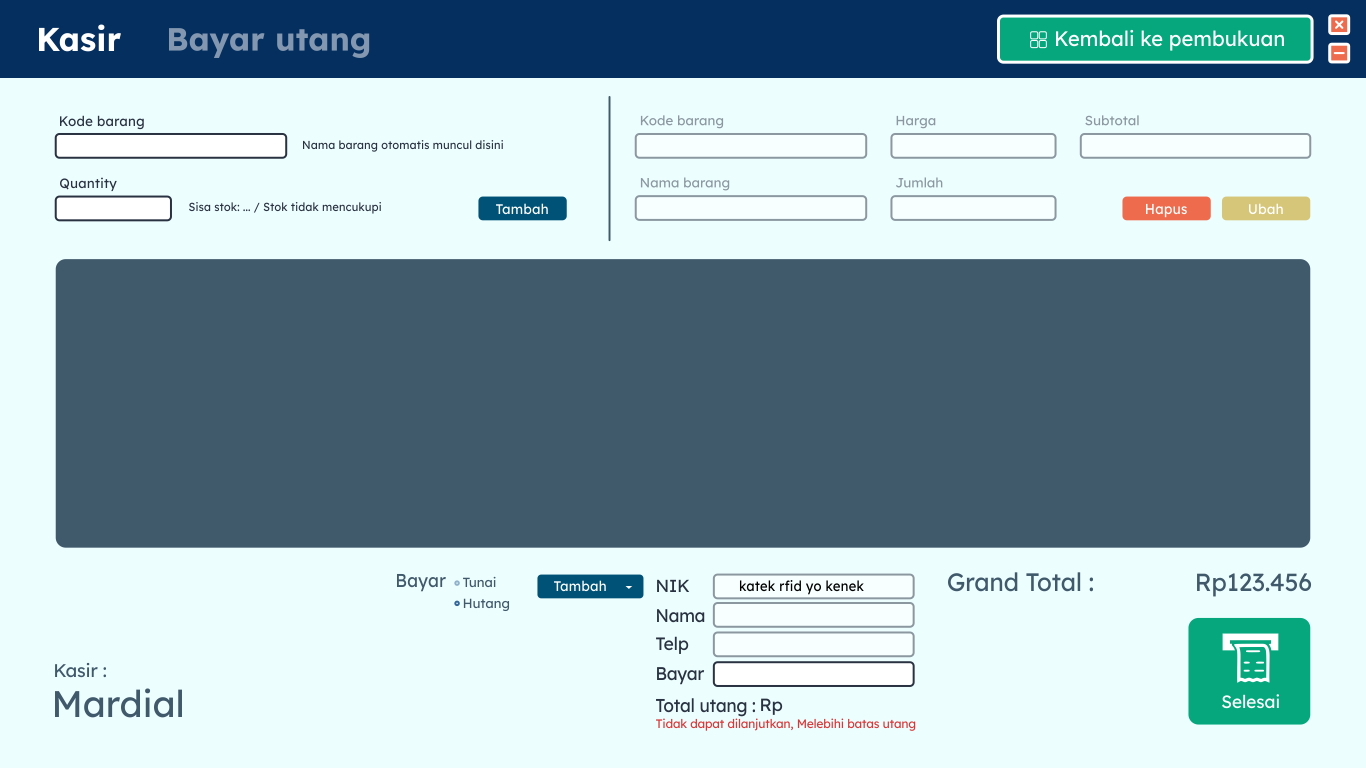 Kasir
Bayar utang
Kembali ke pembukuan
Kode barang
Nama barang otomatis muncul disini
Quantity
Sisa stok: ... / Stok tidak mencukupi
Tambah
Kode barang
Harga
Subtotal
Nama barang
Jumlah
Hapus
Ubah
Bayar
Tunai
Hutang
Tambah
NIK
katek rfid yo kenek
Nama
Telp
Bayar
Total utang : Rp
Tidak dapat dilanjutkan, Melebihi batas utang
Grand Total :
Rp123.456
Selesai
Kasir :
Mardial